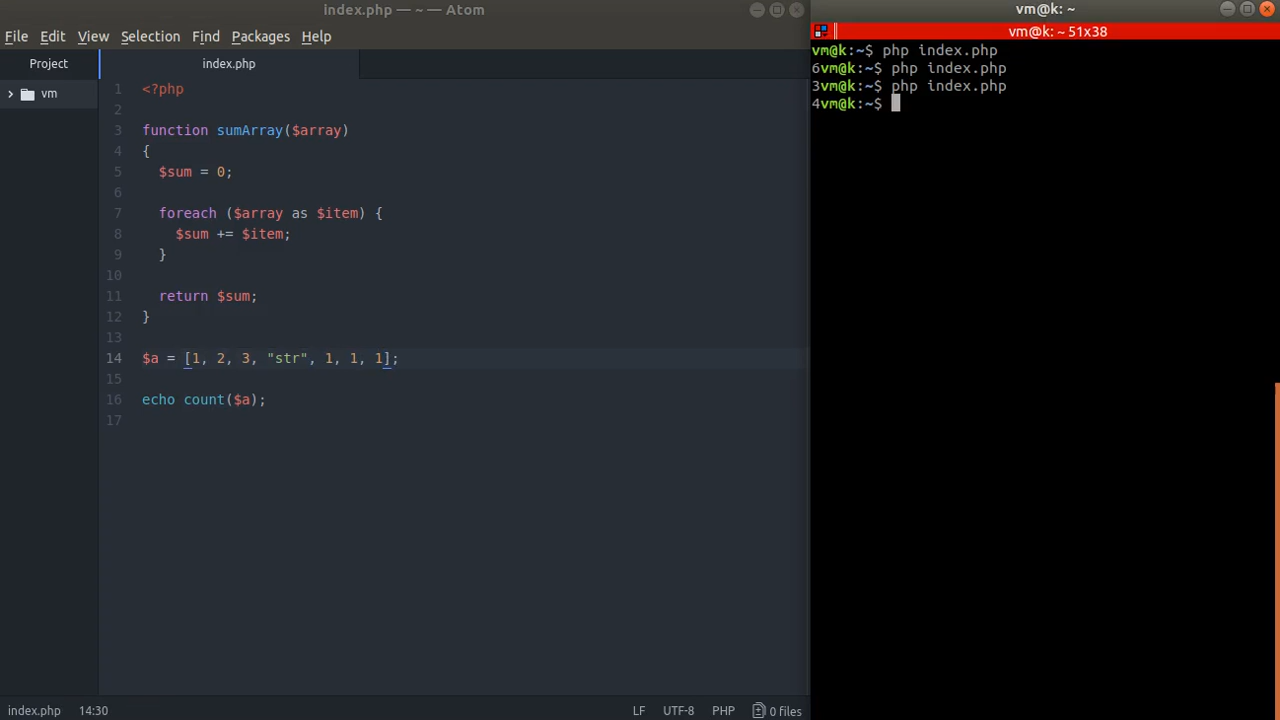 index.php — ~ — Atom
File Edit View Selection Find Packages Help
Project
vm
index.php
1 <?php
2
3 function sumArray($array)
4 {
5   $sum = 0;
6
7   foreach ($array as $item) {
8     $sum += $item;
9   }
10
11   return $sum;
12 }
13
14 $a = [1, 2, 3, "str", 1, 1, 1];
15
16 echo count($a);
17
index.php 14:30 LF UTF-8 PHP 0 files
vm@k: ~
vm@k: ~ 51x38
vm@k:~$ php index.php
6vm@k:~$ php index.php
3vm@k:~$ php index.php
4vm@k:~$